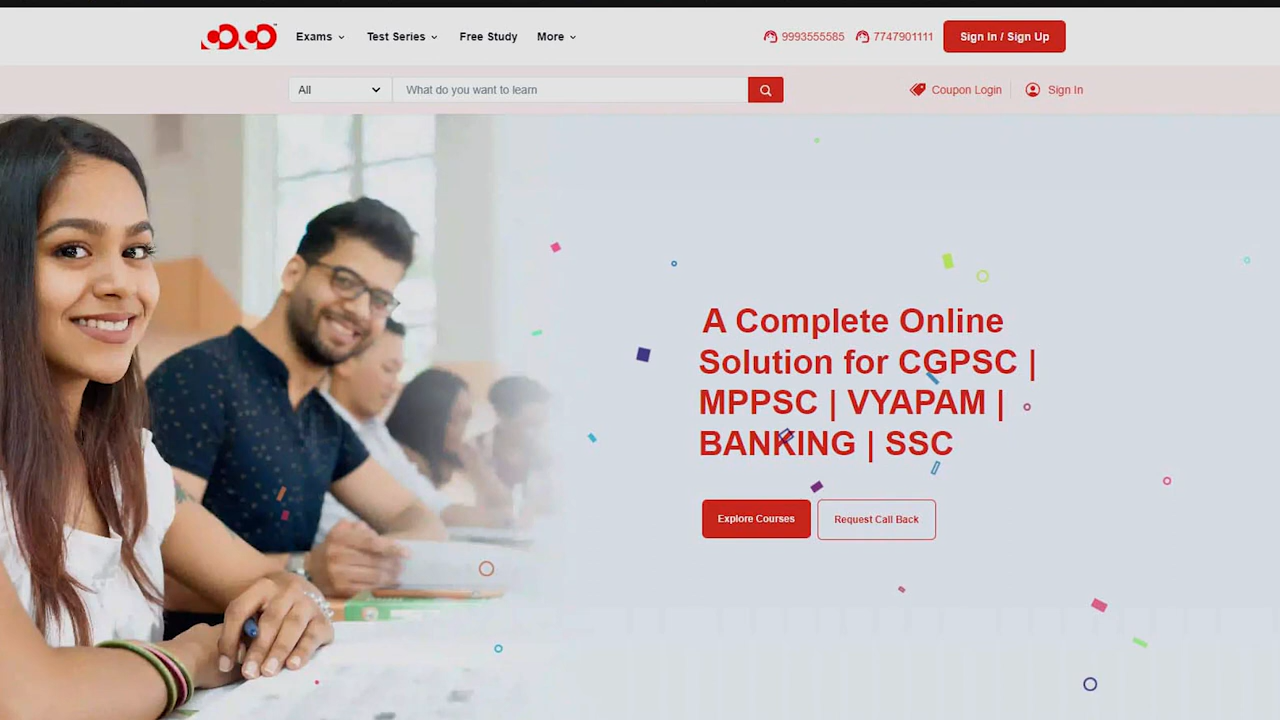 Exams
Test Series
Free Study
More
9993555585
7747901111
Sign In / Sign Up
All
What do you want to learn
Coupon Login
Sign In
A Complete Online
Solution for CGPSC |
MPPSC | VYAPAM |
BANKING | SSC
Explore Courses
Request Call Back